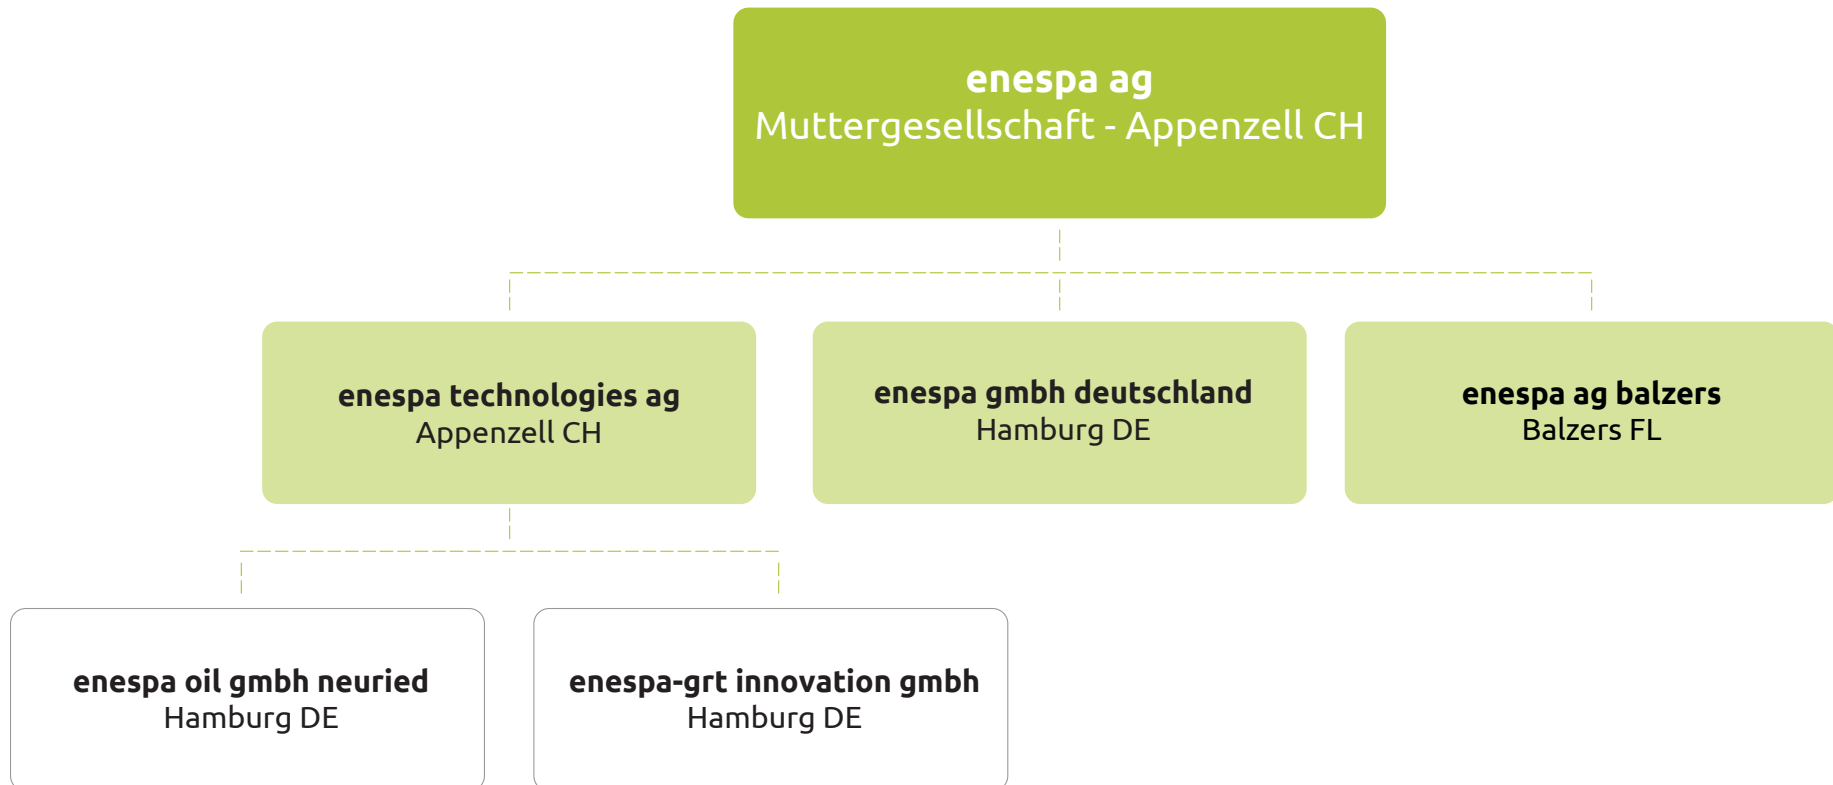 enespa ag
Muttergesellschaft - Appenzell CH
enespa technologies ag
Appenzell CH
enespa gmbh deutschland
Hamburg DE
enespa ag balzers
Balzers FL
enespa oil gmbh neuried
Hamburg DE
enespa-grt innovation gmbh
Hamburg DE